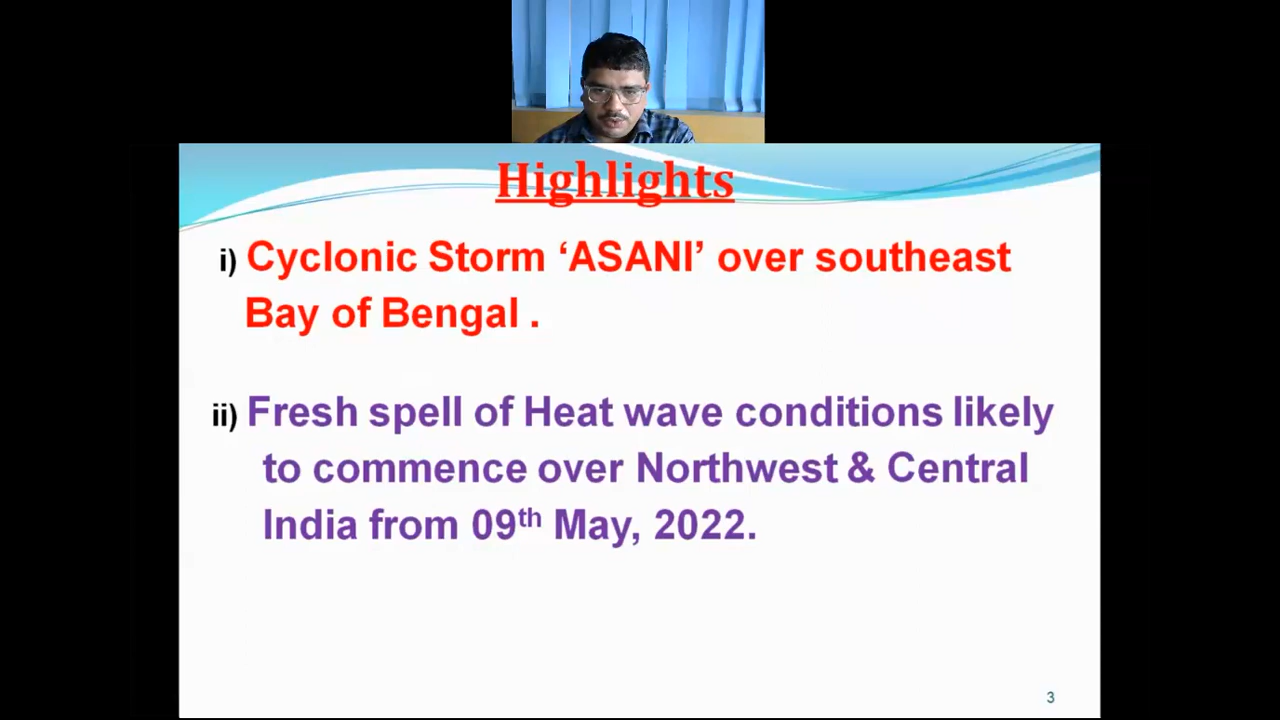 Highlights
i) Cyclonic Storm ‘ASANI’ over southeast
Bay of Bengal .
ii) Fresh spell of Heat wave conditions likely
to commence over Northwest & Central
India from 09th May, 2022.
3